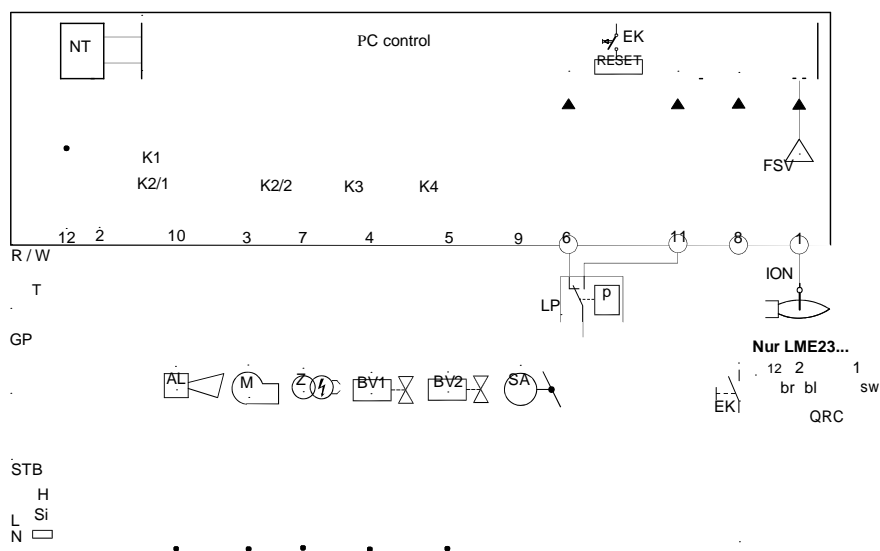 NT PC control EK
RESET
K1
FSV
K2/1 K2/2 K3 K4
12 2 10 3 7 4 5 9 6 11 8 1
R / W
ION
T
LP p
GP
Nur LME23...
12 2 1
AL M Z BV1 BV2 SA
br bl sw
EK
QRC
STB
H
Si
L
N